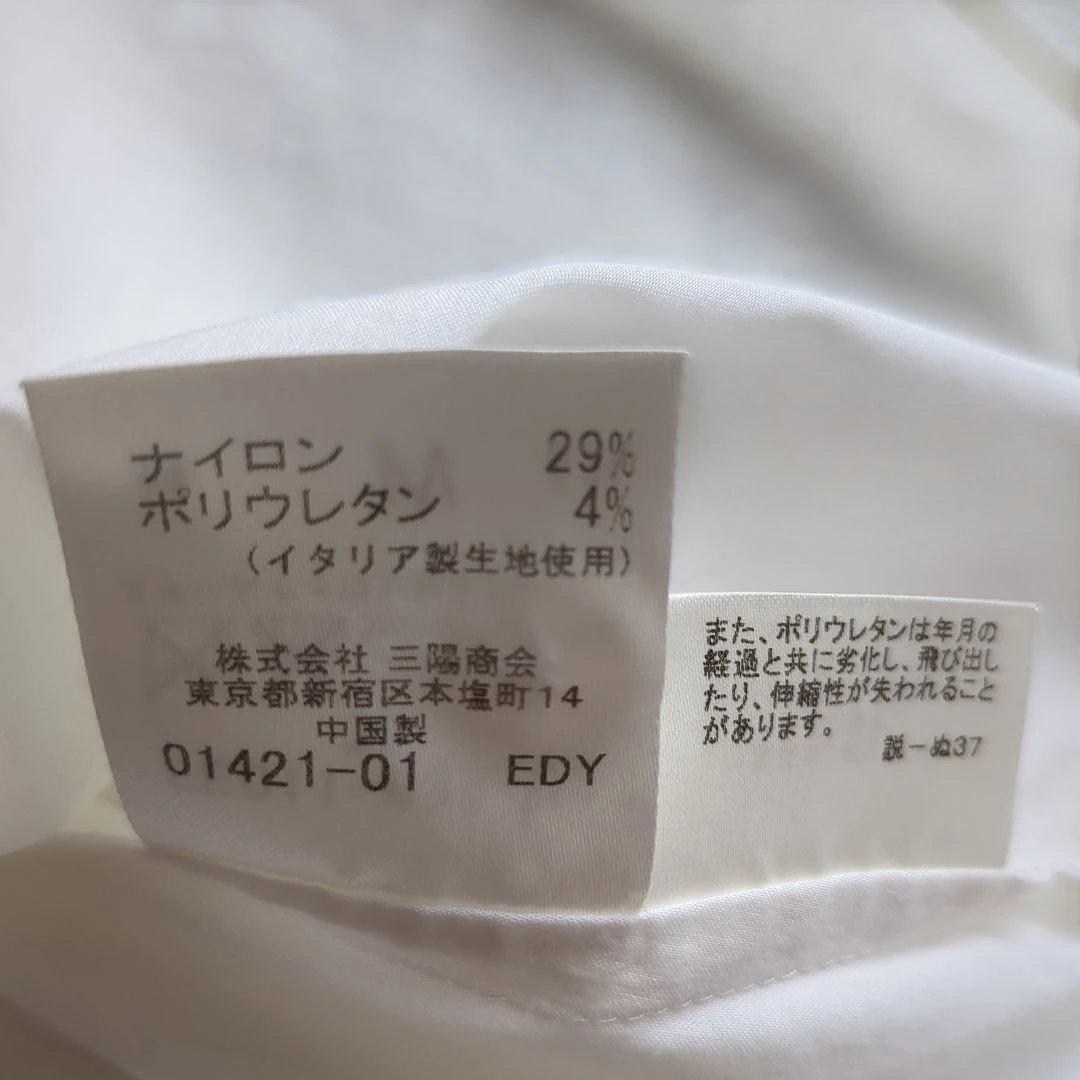 ナイロン 29%
ポリウレタン 4%
(イタリア製生地使用)
株式会社 三陽商会
東京都新宿区本塩町14
中国製
01421-01 EDY
また、ポリウレタンは年月の
経過と共に劣化し、飛び出し
たり、伸縮性が失われること
があります。
説-ぬ37